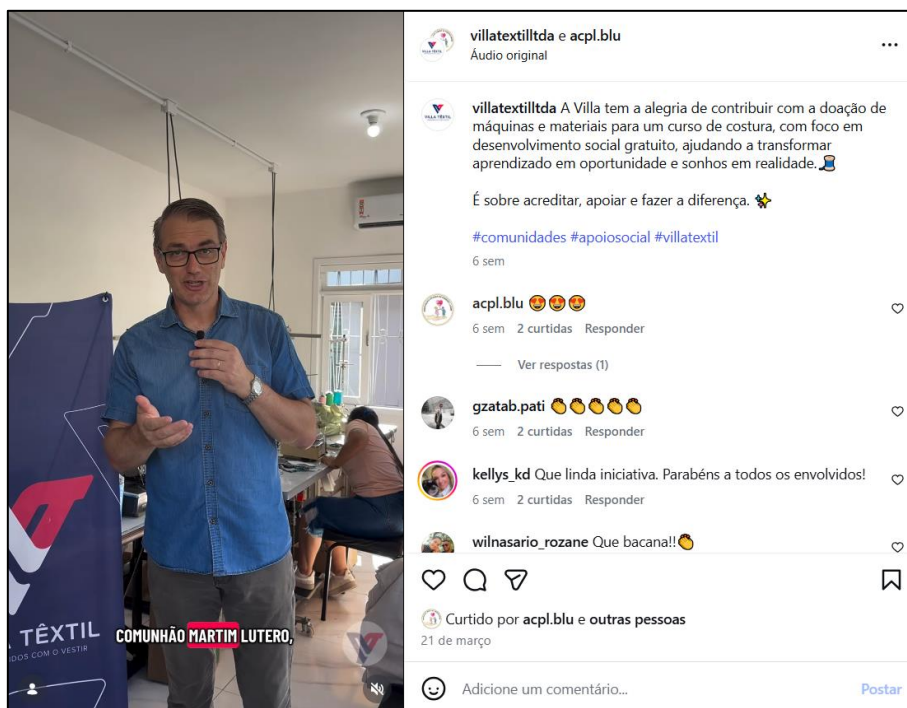 villatextilltda e acpl.blu
Áudio original
villatextilltda A Villa tem a alegria de contribuir com a doação de
máquinas e materiais para um curso de costura, com foco em
desenvolvimento social gratuito, ajudando a transformar
aprendizado em oportunidade e sonhos em realidade.🧵
É sobre acreditar, apoiar e fazer a diferença. ✨
#comunidades #apoiosocial #villatextil
6 sem
acpl.blu 😍😍😍
6 sem 2 curtidas Responder
Ver respostas (1)
gzatab.pati 👏👏👏👏👏
6 sem 2 curtidas Responder
kellys_kd Que linda iniciativa. Parabéns a todos os envolvidos!
6 sem 2 curtidas Responder
wilnasario_rozane Que bacana!!👏
Curtido por acpl.blu e outras pessoas
21 de março
Adicione um comentário...
Postar
TÊXTIL
COM O VESTIR
COMUNHÃO MARTIM LUTERO,